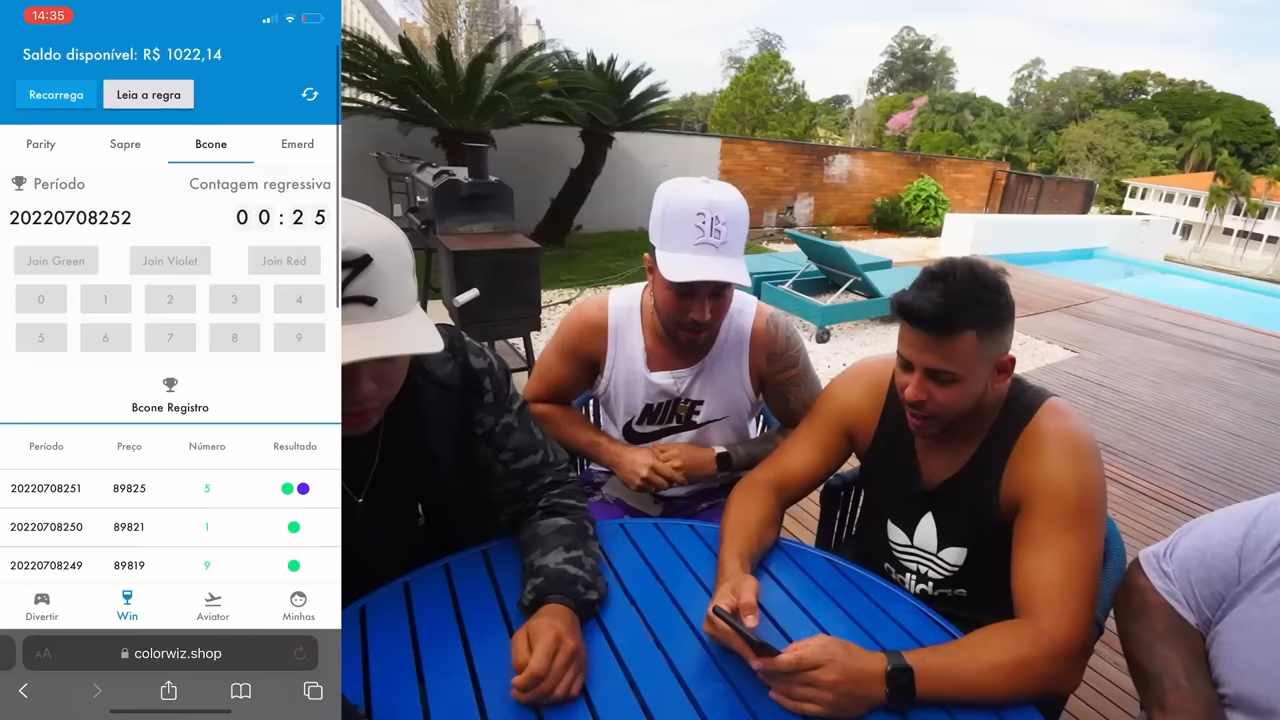 14:35
Saldo disponível: R$ 1022,14
Recarrega
Leia a regra
Parity
Sapre
Bcone
Emerd
Período
Contagem regressiva
20220708252
0 0 : 2 5
Join Green
Join Violet
Join Red
0
1
2
3
4
5
6
7
8
9
Bcone Registro
Período
Preço
Número
Resultado
20220708251
89825
5
20220708250
89821
1
20220708249
89819
9
Divertir
Win
Aviator
Minhas
AA
colorwiz.shop
B
NIKE
adidas